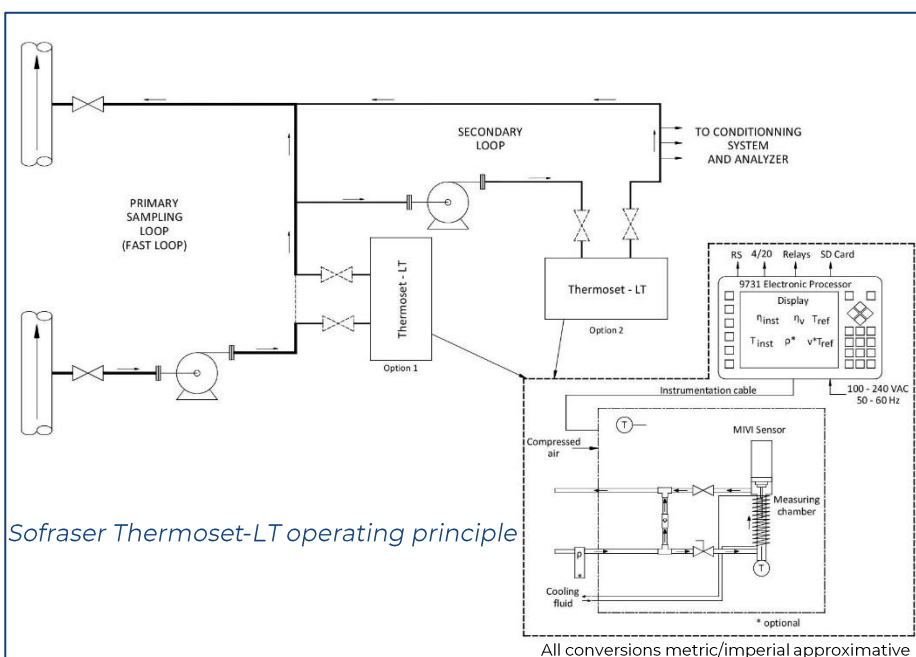 SECONDARY
LOOP
TO CONDITIONNING
SYSTEM
AND ANALYZER
PRIMARY
SAMPLING
LOOP
(FAST LOOP)
Thermoset - LT
Option 1
Thermoset - LT
Option 2
RS 4/20 Relays SD Card
9731 Electronic Processor
Display
ηinst ηv Tref
Tinst ρ* v*Tref
100 - 240 VAC
50 - 60 Hz
Instrumentation cable
T
MIVI Sensor
Compressed
air
Measuring
chamber
ρ
*
T
Cooling
fluid
* optional
Sofraser Thermoset-LT operating principle
All conversions metric/imperial approximative